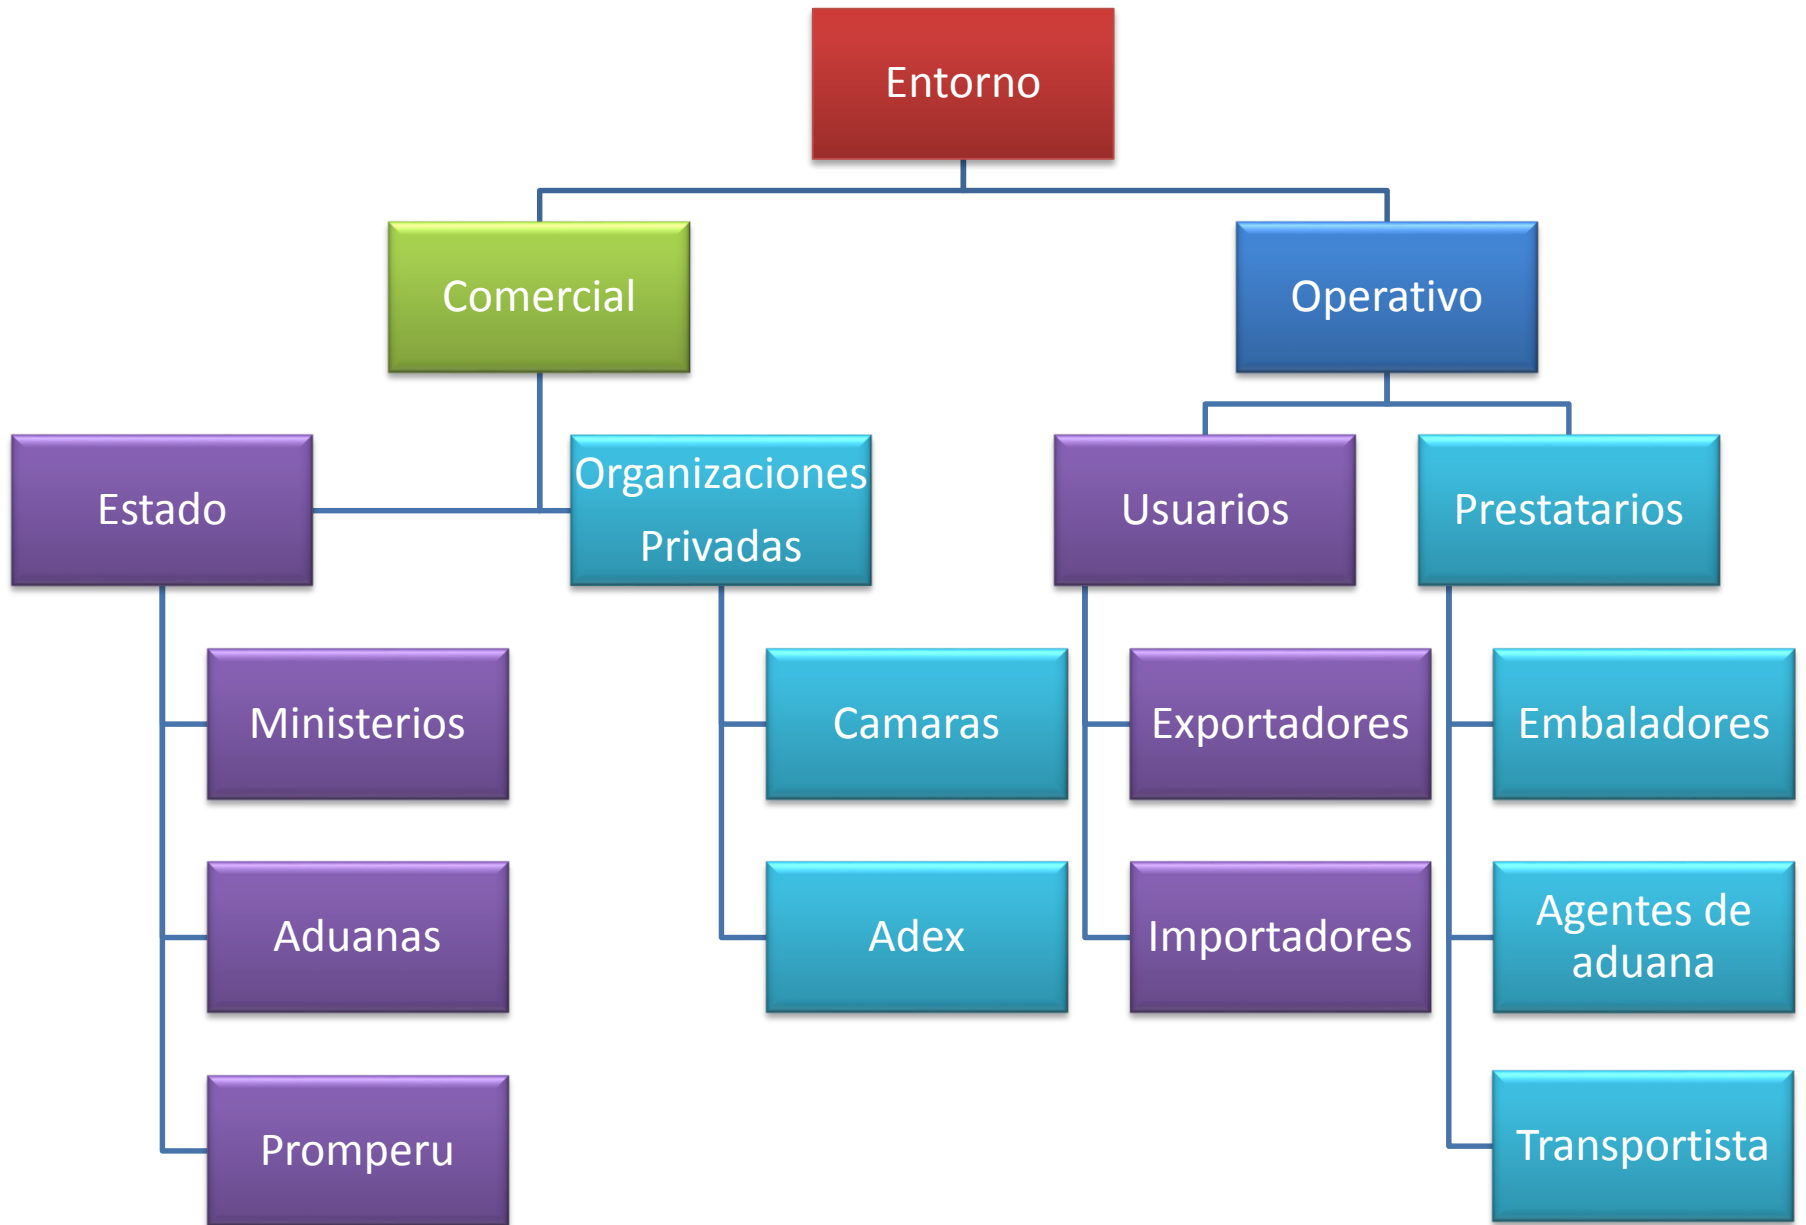 Entorno
Comercial
Operativo
Estado
Organizaciones
Privadas
Usuarios
Prestatarios
Ministerios
Camaras
Exportadores
Embaladores
Aduanas
Adex
Importadores
Agentes de
aduana
Promperu
Transportista